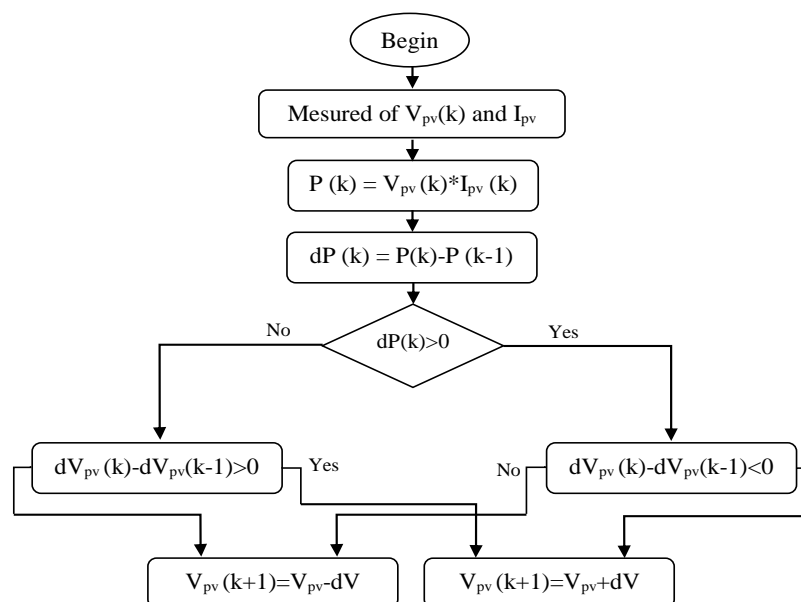 Begin
Mesured of Vpv(k) and Ipv
P (k) = Vpv (k)*Ipv (k)
dP (k) = P(k)-P (k-1)
No
dP(k)>0
Yes
dVpv (k)-dVpv(k-1)>0
Yes
No
dVpv (k)-dVpv(k-1)<0
Vpv (k+1)=Vpv-dV
Vpv (k+1)=Vpv+dV